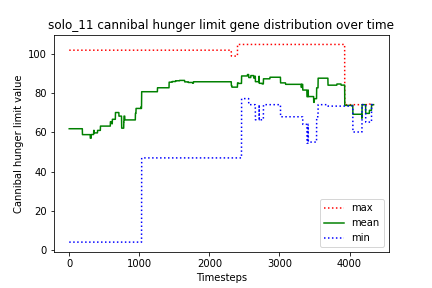 solo_11 cannibal hunger limit gene distribution over time
Cannibal hunger limit value
100
80
60
40
20
0
max
mean
min
0 1000 2000 3000 4000
Timesteps